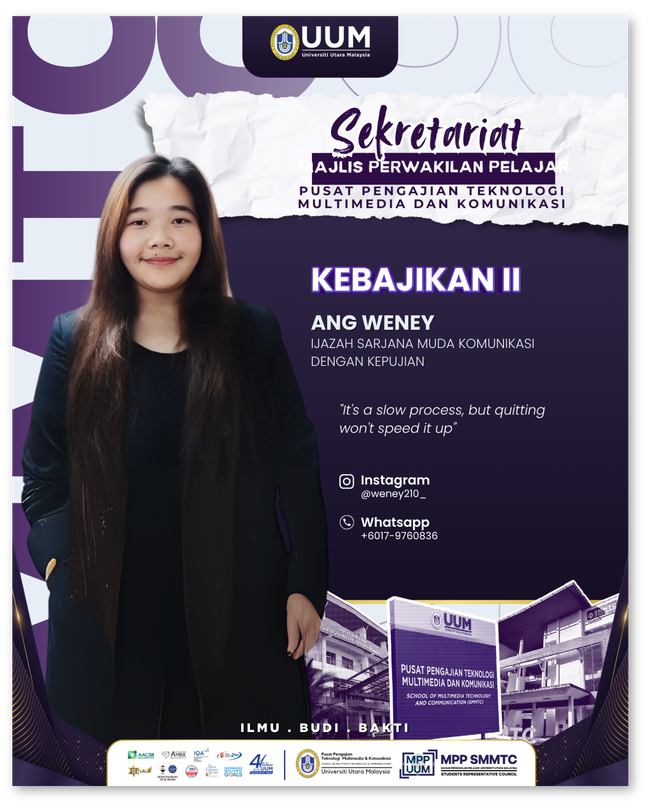 UUM
Universiti Utara Malaysia
Sekretariat
MAJLIS PERWAKILAN PELAJAR
PUSAT PENGAJIAN TEKNOLOGI
MULTIMEDIA DAN KOMUNIKASI
KEBAJIKAN II
ANG WENEY
IJAZAH SARJANA MUDA KOMUNIKASI
DENGAN KEPUJIAN
"It's a slow process, but quitting
won't speed it up"
Instagram
@weney210_
Whatsapp
+6017-9760836
UUM
PUSAT PENGAJIAN TEKNOLOGI
MULTIMEDIA DAN KOMUNIKASI
SCHOOL OF MULTIMEDIA TECHNOLOGY
AND COMMUNICATION (SMMTC)
ILMU . BUDI . BAKTI
AACSB
AMBA
IQA
Pusat Pengajian
Teknologi Multimedia & Komunikasi
Universiti Utara Malaysia
MPP
UUM
MPP SMMTC
STUDENTS REPRESENTATIVE COUNCIL